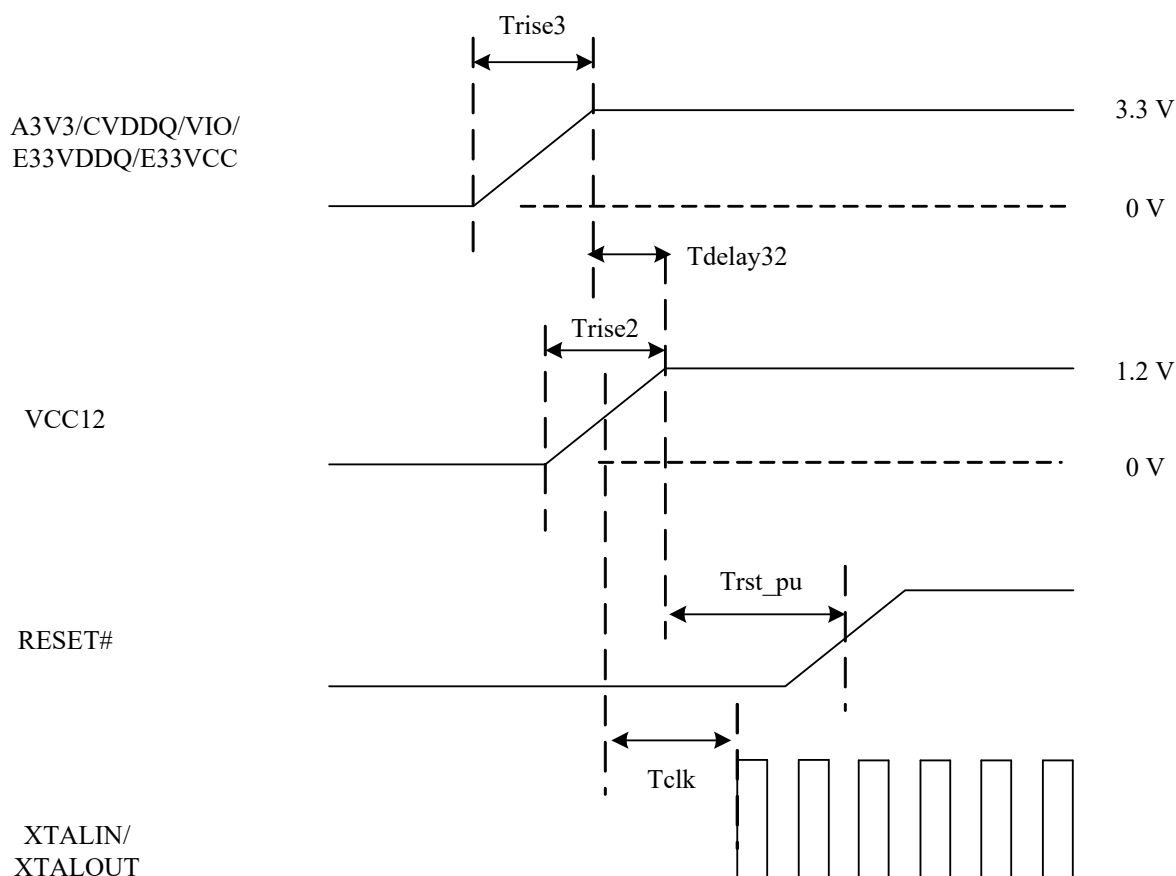 Trise3
A3V3/CVDDQ/VIO/
E33VDDQ/E33VCC
3.3 V
0 V
Tdelay32
Trise2
1.2 V
VCC12
0 V
Trst_pu
RESET#
Tclk
XTALIN/
XTALOUT